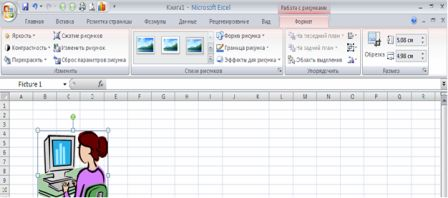 Книга1 - Microsoft Excel
Работа с рисунками
Главная Вставка Разметка страницы Формулы Данные Рецензирование Вид Формат
Яркость
Контрастность
Перекрасить
Сжатие рисунков
Изменить рисунок
Сброс параметров рисунка
Изменить
Форма рисунка
Граница рисунка
Эффекты для рисунка
Стили рисунков
На передний план
На задний план
Область выделения
Упорядочить
Обрезка
5,08 см
4,98 см
Размер
Picture 1
fx
A B C D E F G H I J K L M N O P Q R
1
2
3
4
5
6
7
8
9
10